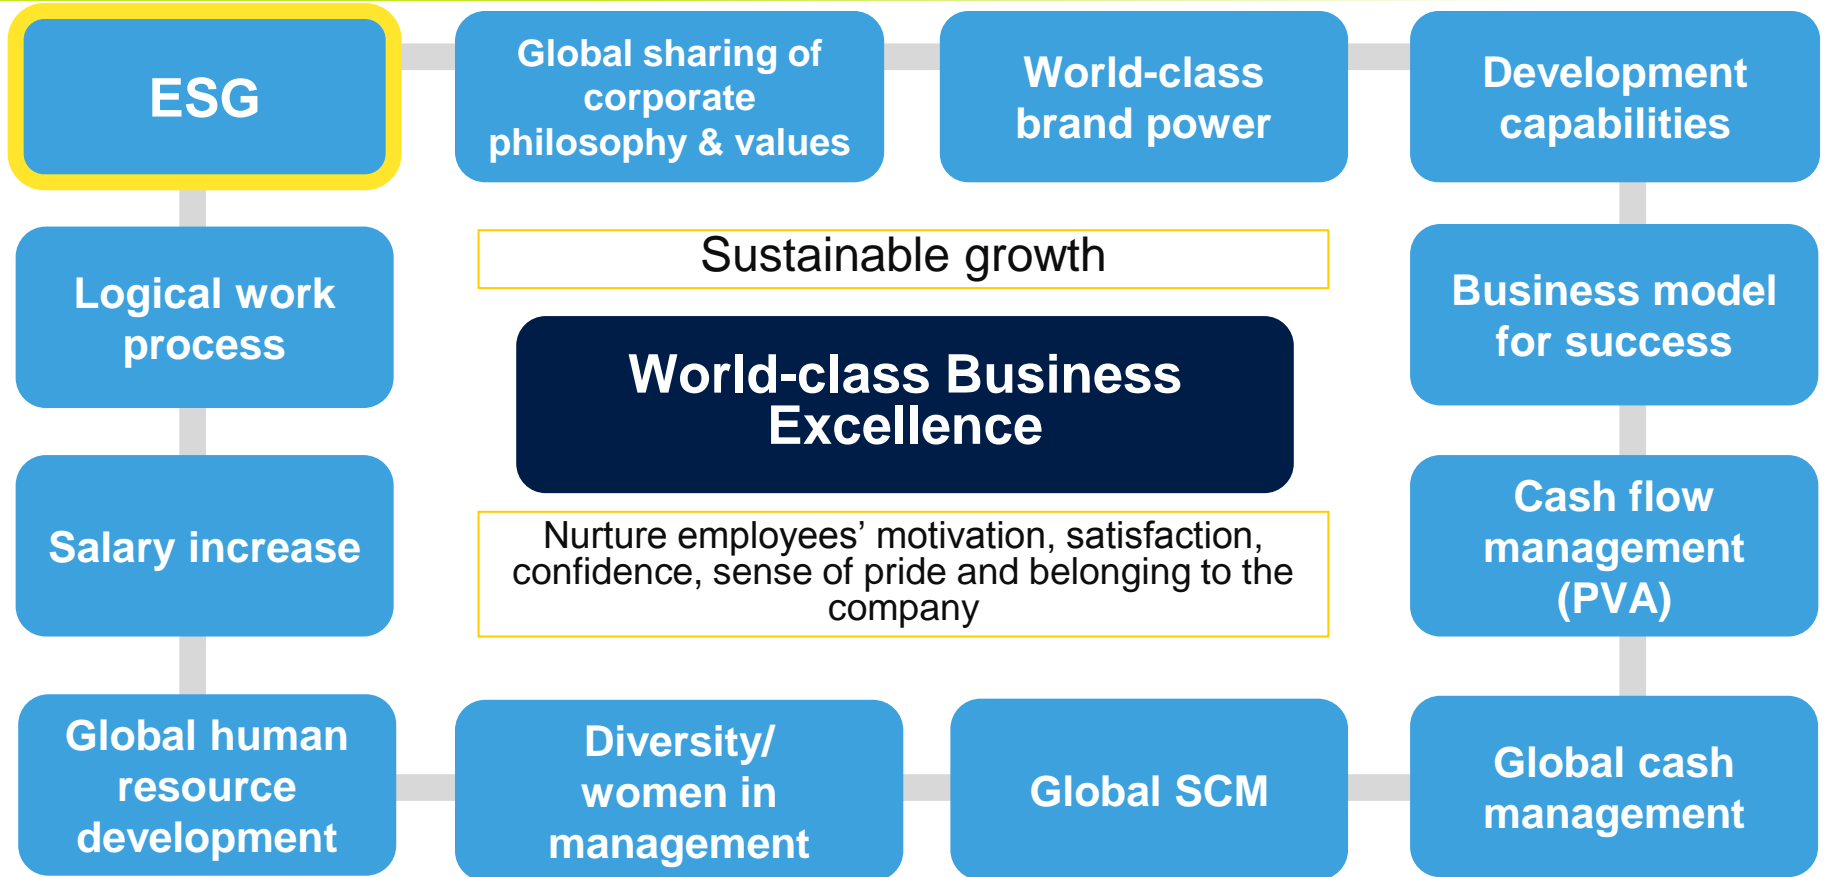 ESG
Global sharing of
corporate
philosophy & values
World-class
brand power
Development
capabilities
Logical work
process
Sustainable growth
Business model
for success
World-class Business
Excellence
Salary increase
Nurture employees’ motivation, satisfaction,
confidence, sense of pride and belonging to the
company
Cash flow
management
(PVA)
Global human
resource
development
Diversity/
women in
management
Global SCM
Global cash
management